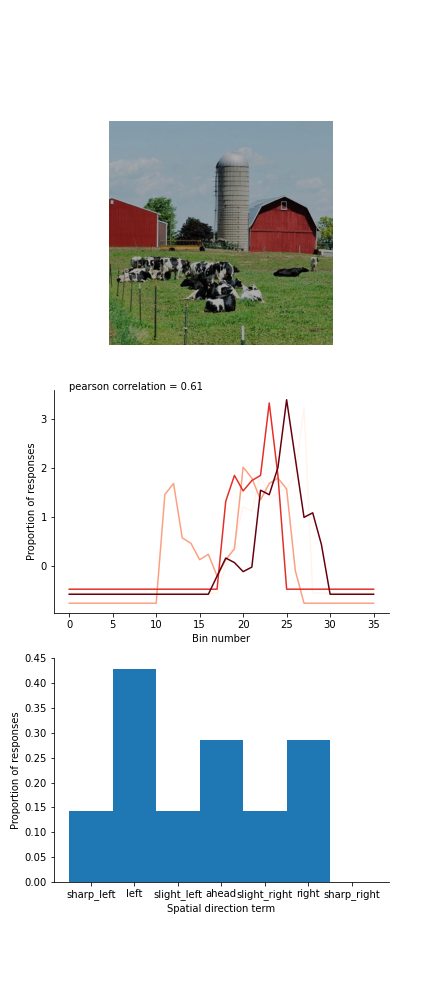 pearson correlation = 0.61
3
2
1
0
Proportion of responses
0 5 10 15 20 25 30 35
Bin number
0.45
0.40
0.35
0.30
0.25
0.20
0.15
0.10
0.05
0.00
Proportion of responses
sharp_left left slight_left ahead slight_right right sharp_right
Spatial direction term